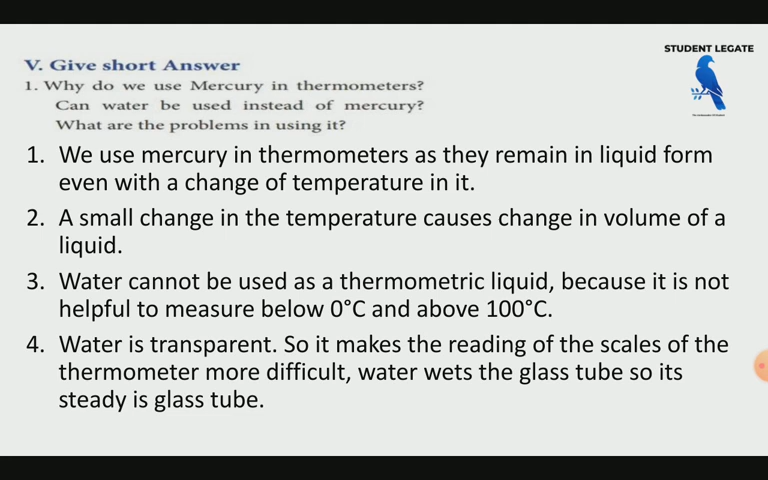 STUDENT LEGATE
V. Give short Answer
1. Why do we use Mercury in thermometers?
Can water be used instead of mercury?
What are the problems in using it?
1. We use mercury in thermometers as they remain in liquid form
even with a change of temperature in it.
2. A small change in the temperature causes change in volume of a
liquid.
3. Water cannot be used as a thermometric liquid, because it is not
helpful to measure below 0°C and above 100°C.
4. Water is transparent. So it makes the reading of the scales of the
thermometer more difficult, water wets the glass tube so its
steady is glass tube.